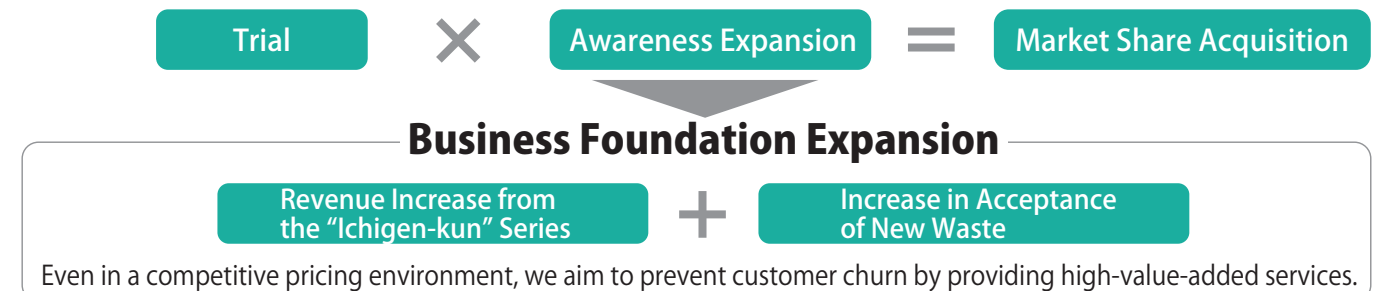 Trial × Awareness Expansion = Market Share Acquisition
Business Foundation Expansion
Revenue Increase from
the “Ichigen-kun” Series
+
Increase in Acceptance
of New Waste
Even in a competitive pricing environment, we aim to prevent customer churn by providing high-value-added services.